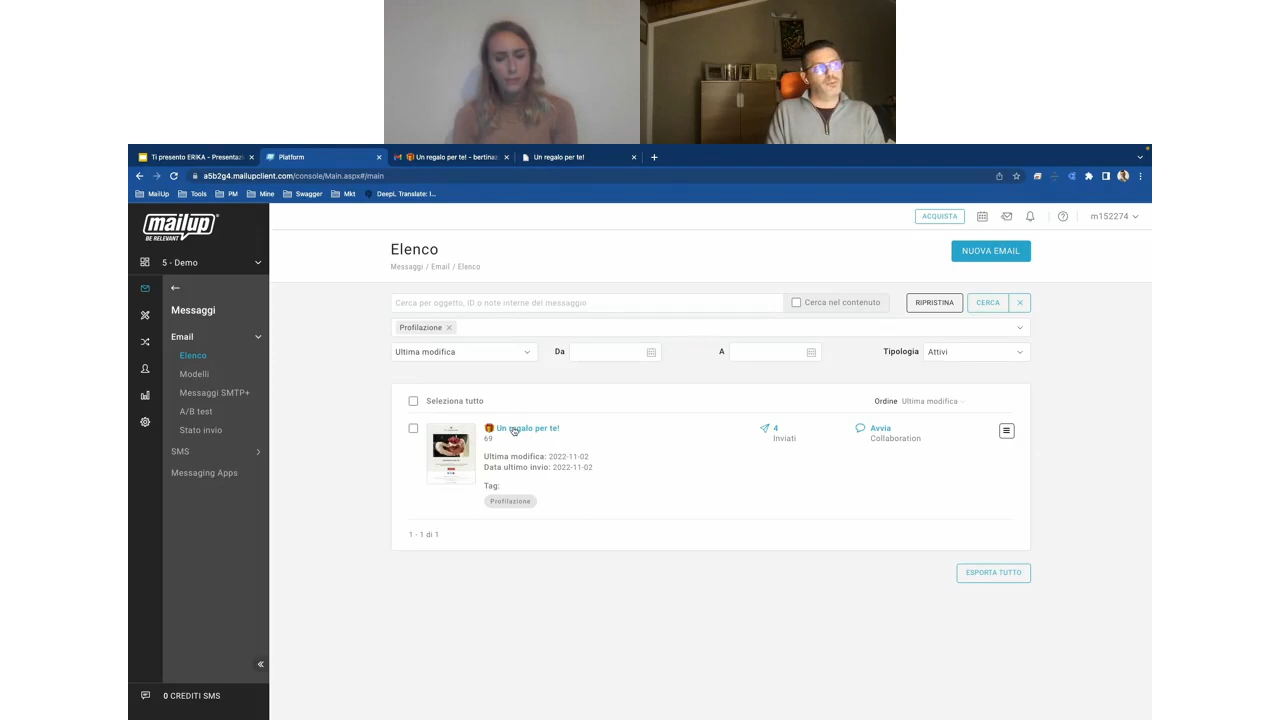 Ti presento ERIKA - Presentaz
Platform
Un regalo per te! - bertinaz
Un regalo per te!
a5b2g4.mailupclient.com/console/Main.aspx#/main
MailUp
Tools
PM
Mine
Swagger
Mkt
DeepL Translate: l...
mailup
BE RELEVANT
ACQUISTA
m152274
5 - Demo
Messaggi
Email
Elenco
Modelli
Messaggi SMTP+
A/B test
Stato invio
SMS
Messaging Apps
0 CREDITI SMS
Elenco
Messaggi / Email / Elenco
NUOVA EMAIL
Cerca per oggetto, ID o note interne del messaggio
Cerca nel contenuto
RIPRISTINA
CERCA
Profilazione
Ultima modifica
Da
A
Tipologia
Attivi
Seleziona tutto
Ordine Ultima modifica
Un regalo per te!
69
Ultima modifica: 2022-11-02
Data ultimo invio: 2022-11-02
Tag:
Profilazione
4
Inviati
Avvia
Collaboration
1 - 1 di 1
ESPORTA TUTTO